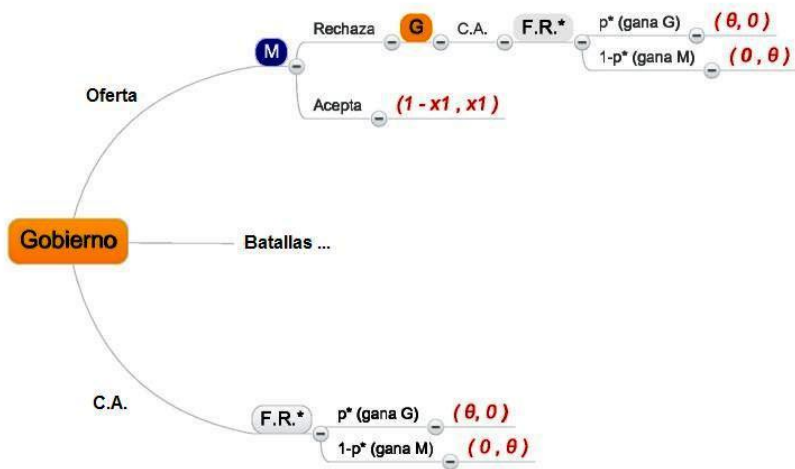 Rechaza G C.A. F.R.* p* (gana G) (θ, 0)
M
1-p* (gana M) (0, θ)
Oferta
Acepta (1 - x1, x1)
Gobierno Batallas ...
C.A.
F.R.* p* (gana G) (θ, 0)
1-p* (gana M) (0, θ)